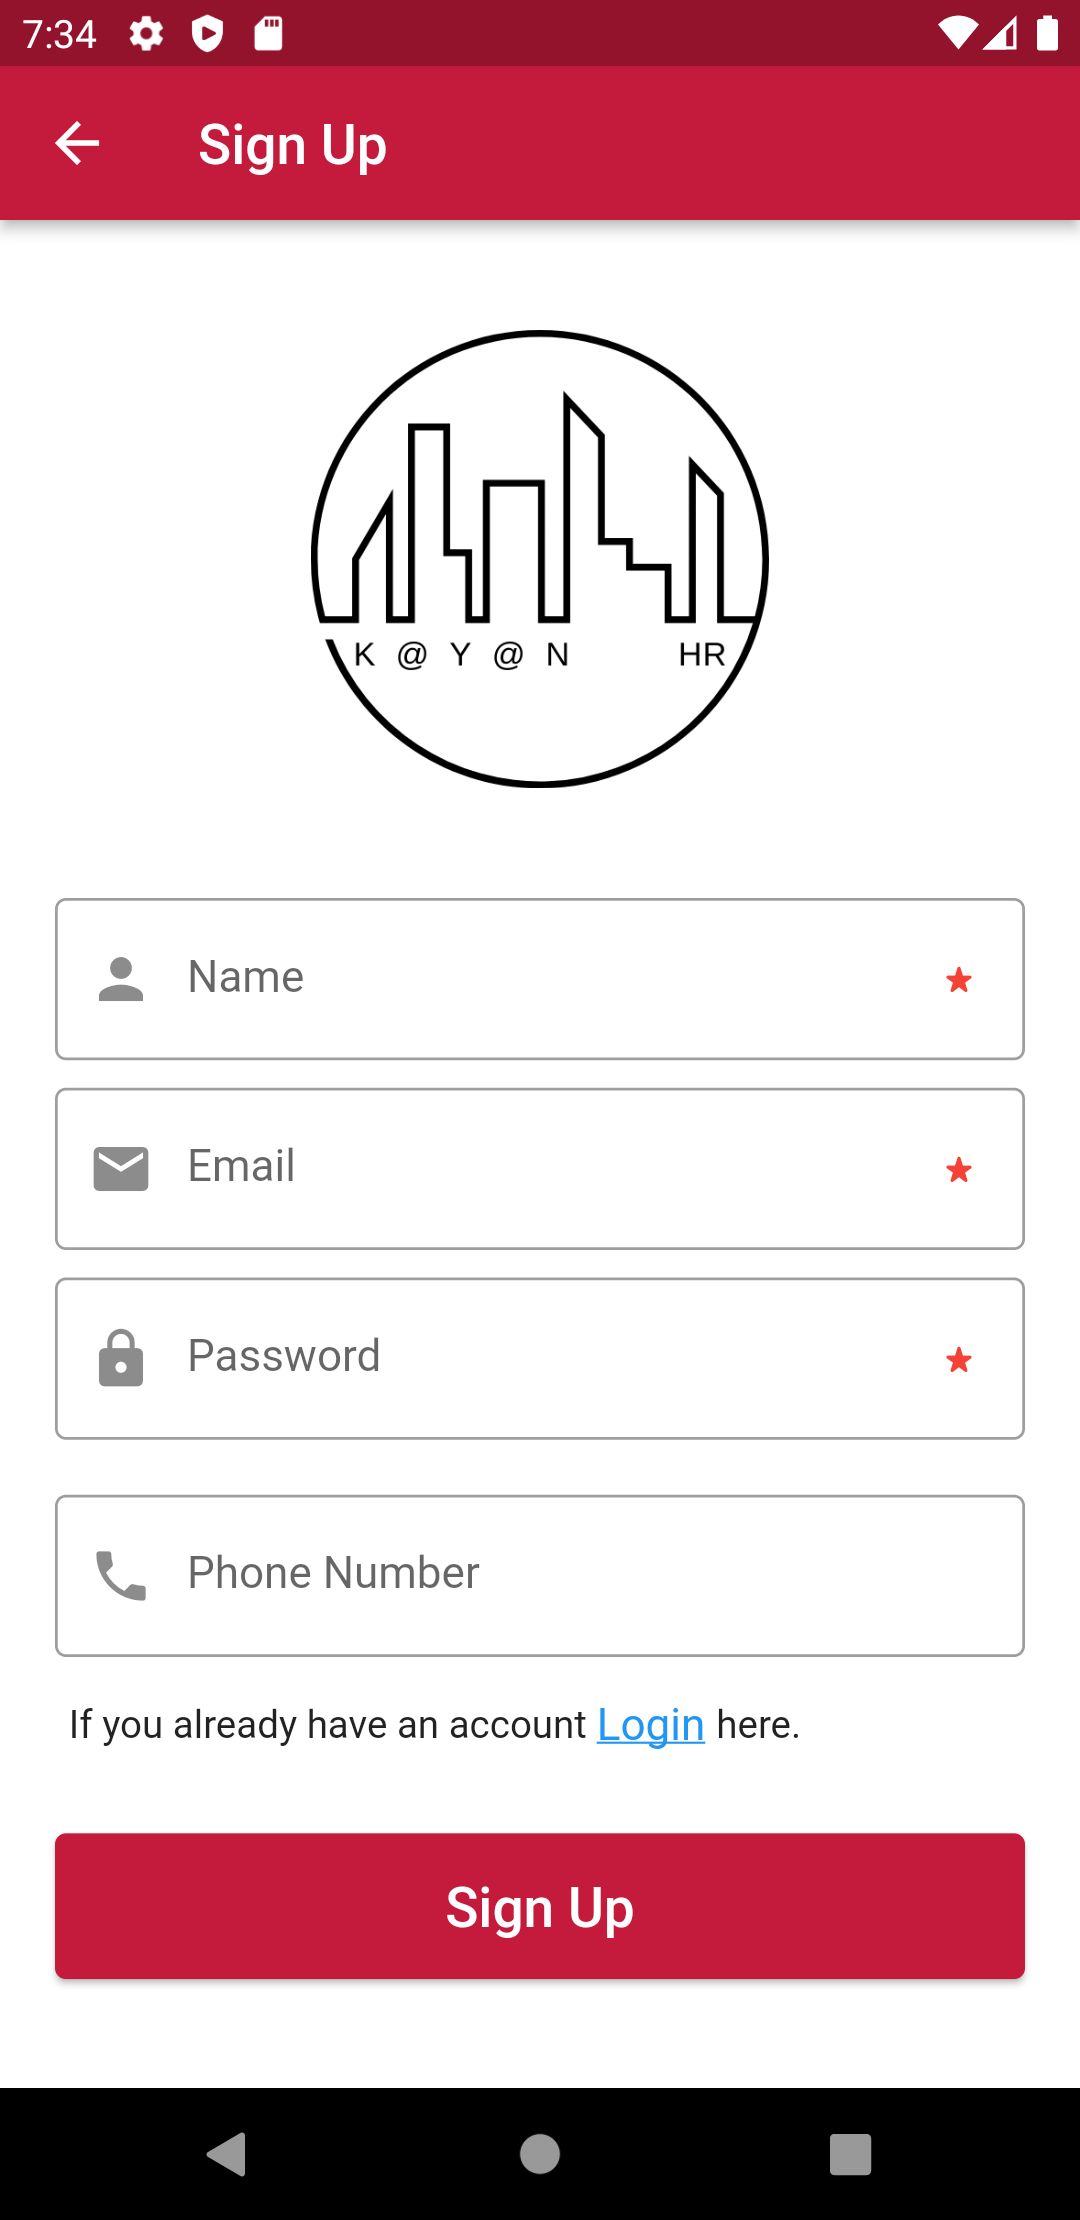 7:34
Sign Up
K @ Y @ N HR
Name
Email
Password
Phone Number
If you already have an account Login here.
Sign Up